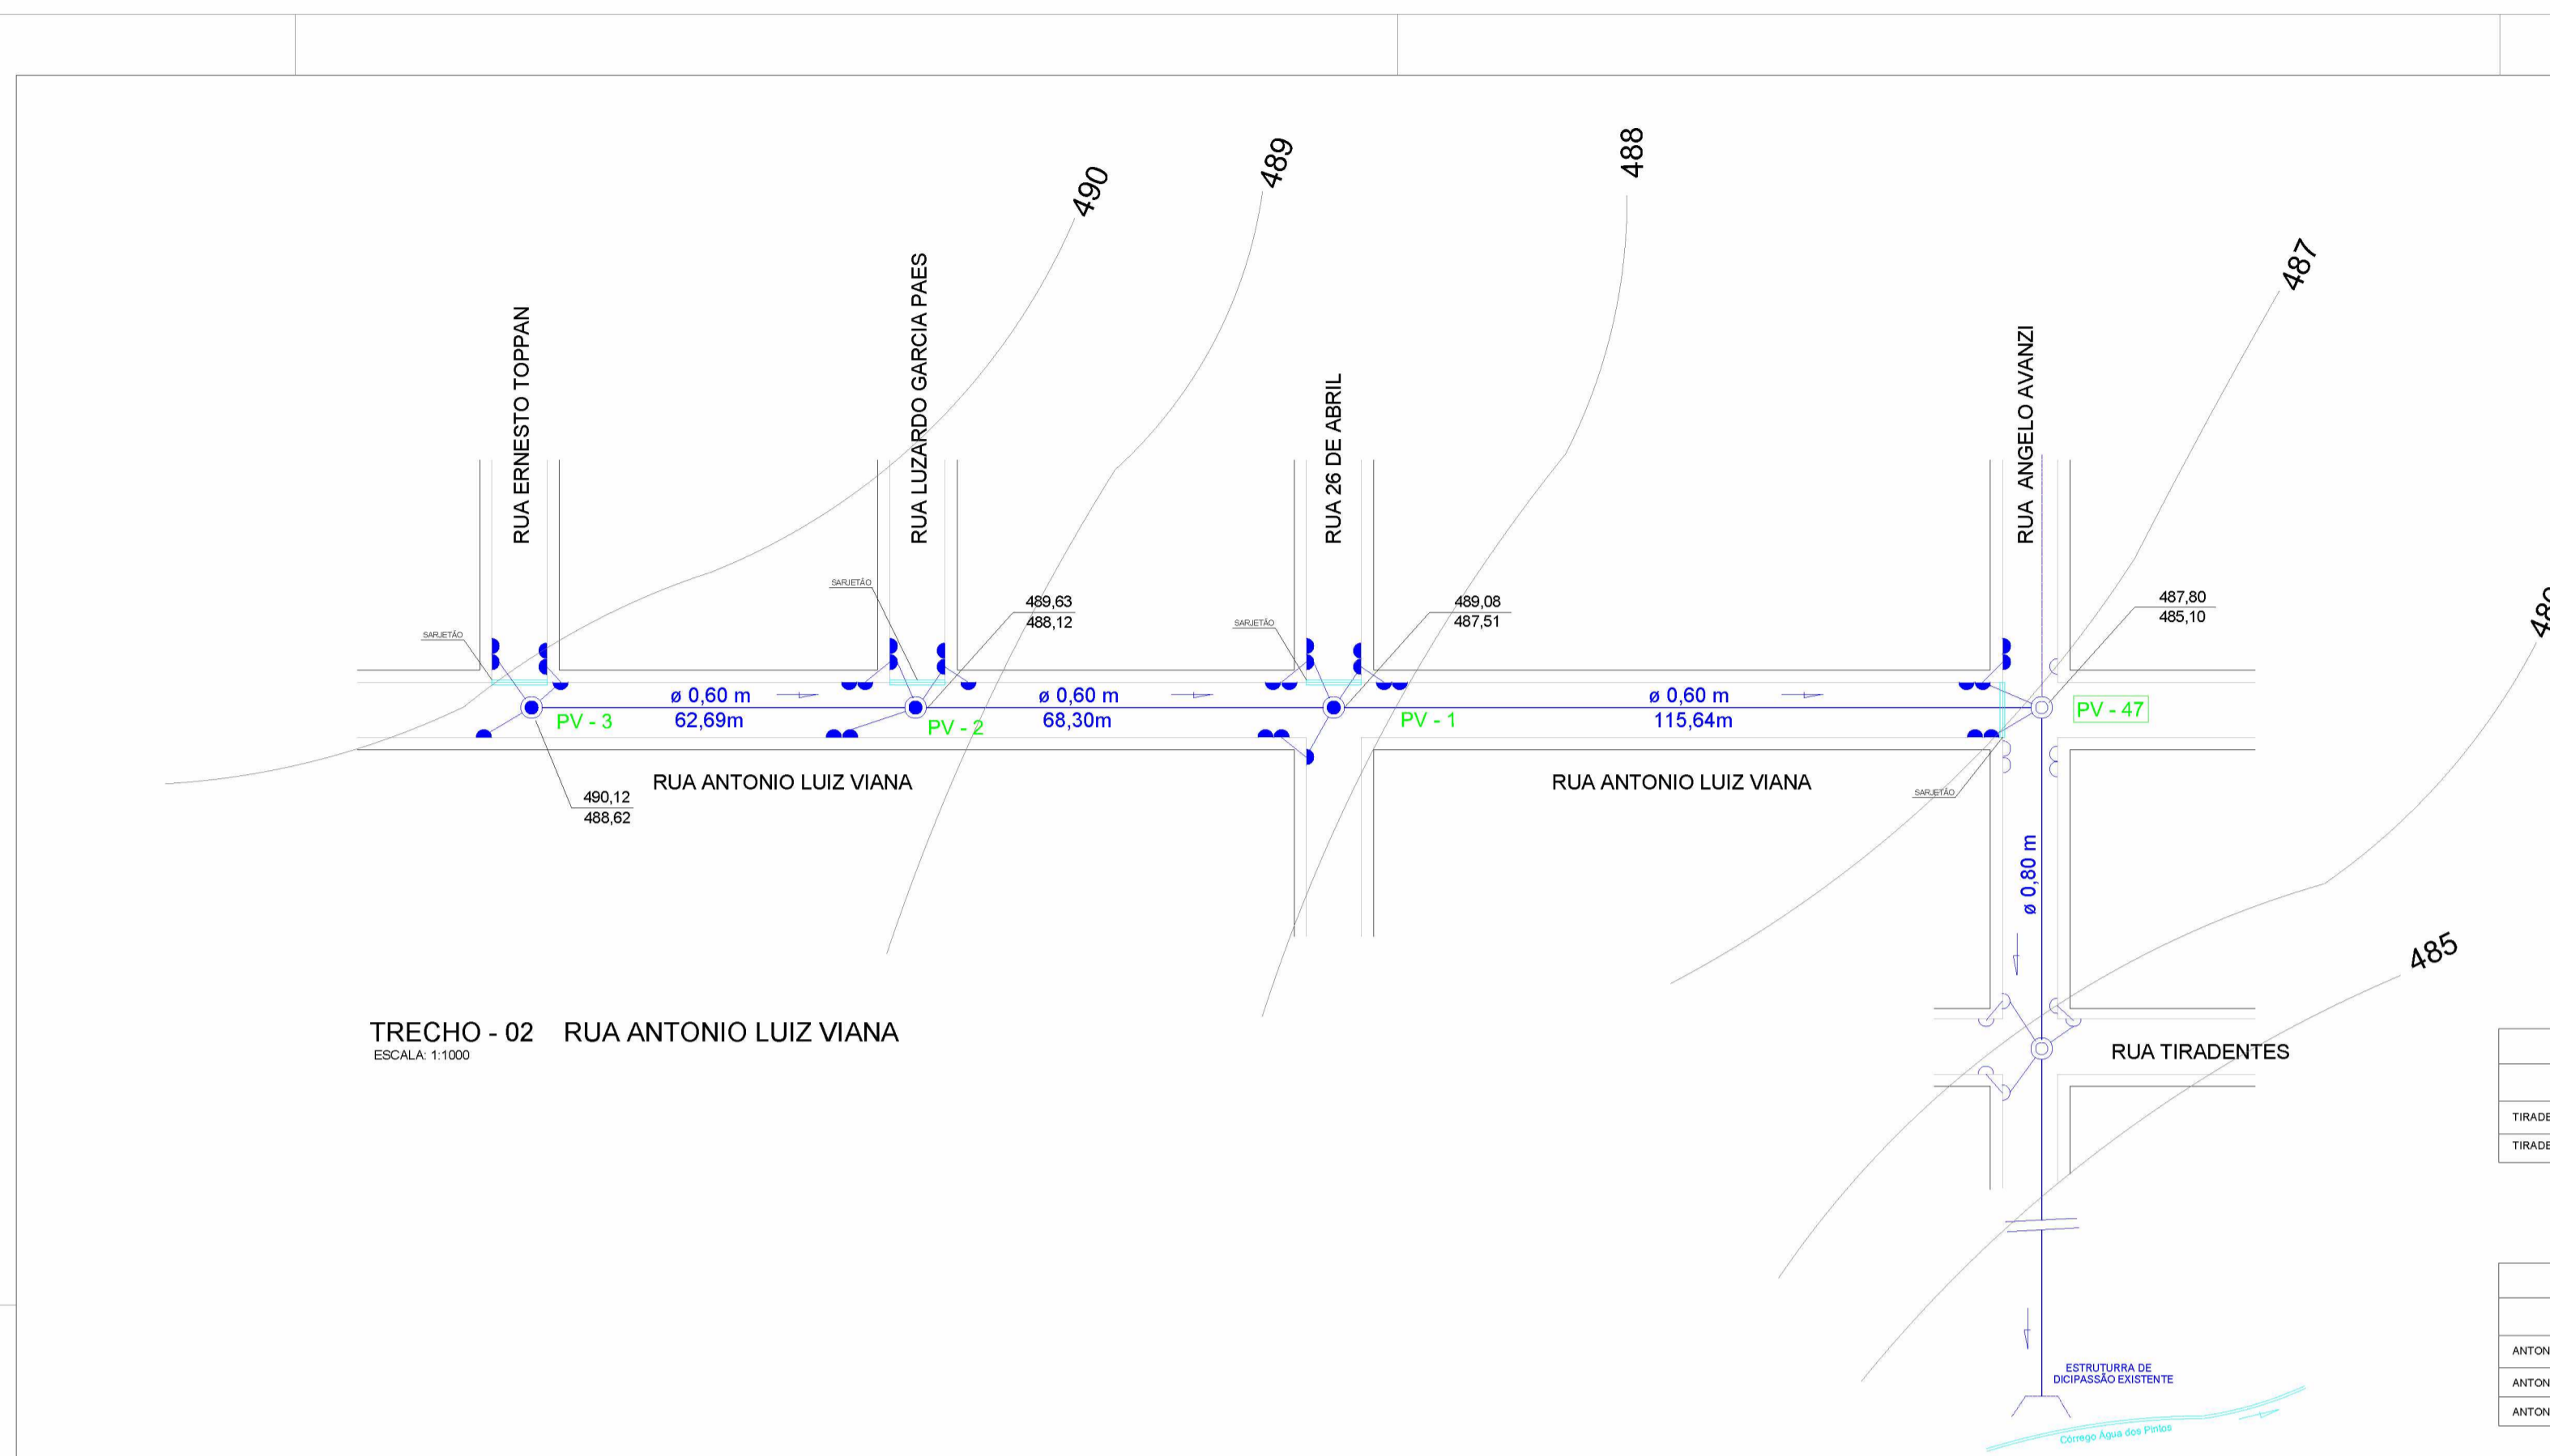 490
489
488
487
485
RUA ERNESTO TOPPAN
RUA LUZARDO GARCIA PAES
RUA 26 DE ABRIL
RUA ANGELO AVANZI
SARJETÃO
SARJETÃO
SARJETÃO
489,63
488,12
489,08
487,51
487,80
485,10
ø 0,60 m
62,69m
ø 0,60 m
68,30m
ø 0,60 m
115,64m
PV - 3
PV - 2
PV - 1
PV - 47
RUA ANTONIO LUIZ VIANA
RUA ANTONIO LUIZ VIANA
SARJETÃO
490,12
488,62
ø 0,80 m
TRECHO - 02 RUA ANTONIO LUIZ VIANA
ESCALA: 1:1000
RUA TIRADENTES
TIRADE
TIRADE
ANTON
ANTON
ANTON
ESTRUTURRA DE
DICIPASSÃO EXISTENTE
Córrego Água dos Pintos